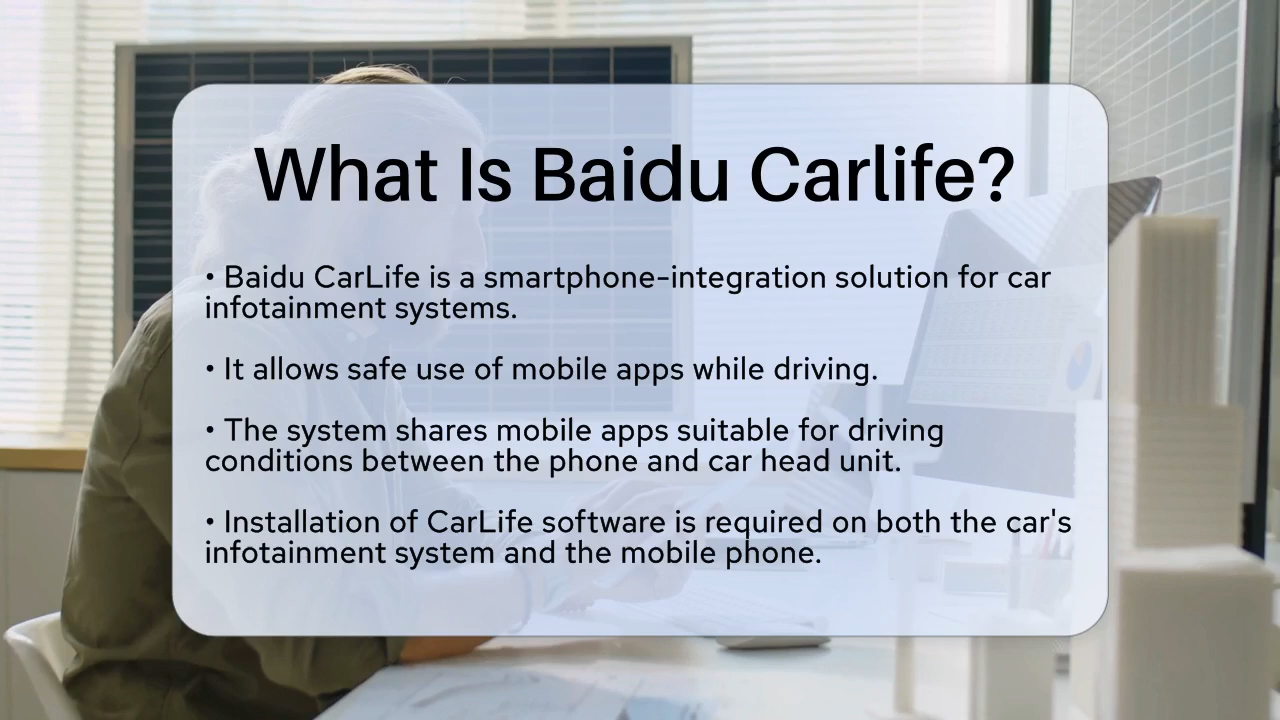 What Is Baidu Carlife?
• Baidu CarLife is a smartphone-integration solution for car
infotainment systems.
• It allows safe use of mobile apps while driving.
• The system shares mobile apps suitable for driving
conditions between the phone and car head unit.
• Installation of CarLife software is required on both the car's
infotainment system and the mobile phone.